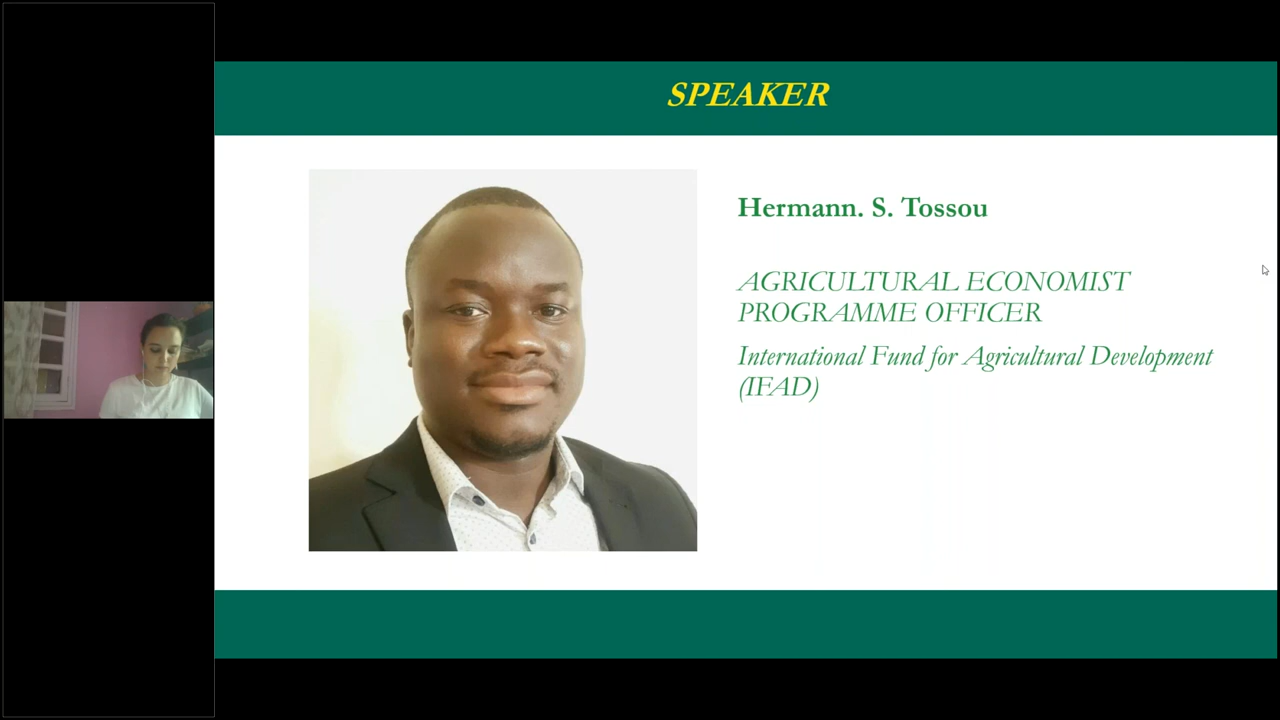 SPEAKER
Hermann. S. Tossou
AGRICULTURAL ECONOMIST
PROGRAMME OFFICER
International Fund for Agricultural Development
(IFAD)